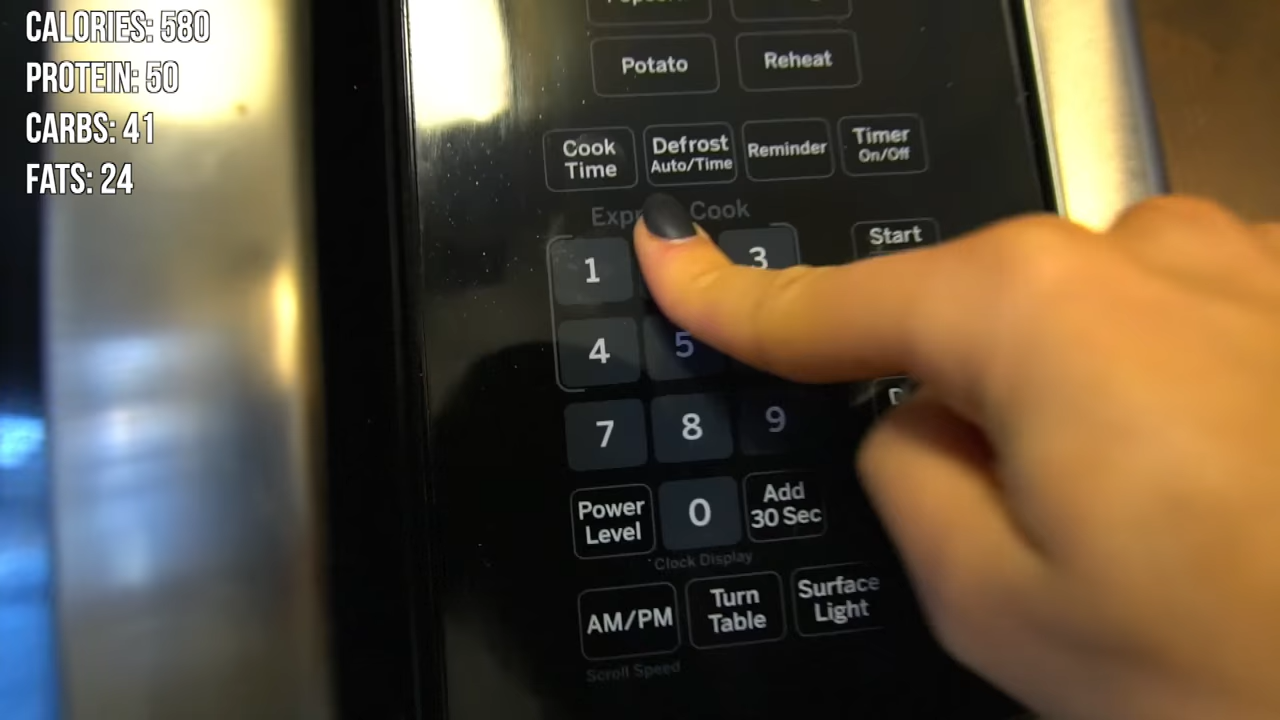 CALORIES: 580
PROTEIN: 50
CARBS: 41
FATS: 24
Potato
Reheat
Cook
Time
Defrost
Auto/Time
Reminder
Timer
On/Off
Cook
Start
1
3
4
5
7
8
9
Power
Level
0
Add
30 Sec
Clock Display
AM/PM
Turn
Table
Surface
Light
Scroll Speed